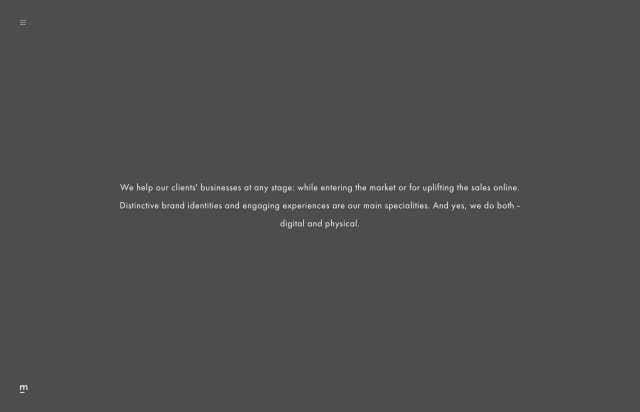 We help our clients' businesses at any stage: while entering the market or for uplifting the sales online.
Distinctive brand identities and engaging experiences are our main specialities. And yes, we do both -
digital and physical.
m